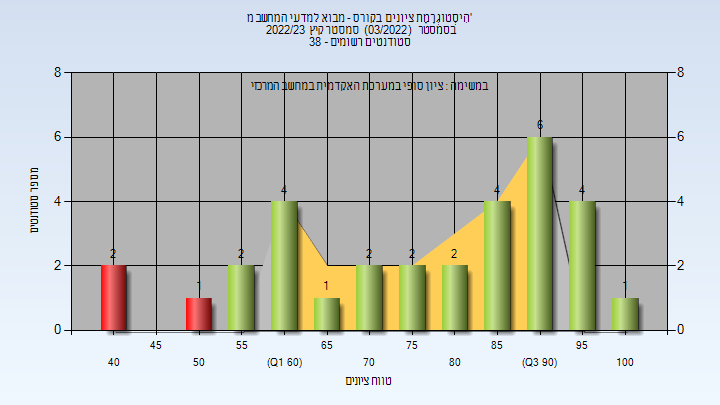 היסטוגרמת ציונים בקורס - מבוא למדעי המחשב מ'
בסמסטר (03/2022) סמסטר קיץ 2022/23
סטודנטים רשומים - 38
במשימה : ציון סופי במערכת האקדמית במחשב המרכזי
8 8
6 6
4 4
2 2
0 0
מספר סטודנטים
2 1 2 4 1 2 2 2 4 6 4 1
40 45 50 55 (Q1 60) 65 70 75 80 85 (Q3 90) 95 100
טווח ציונים